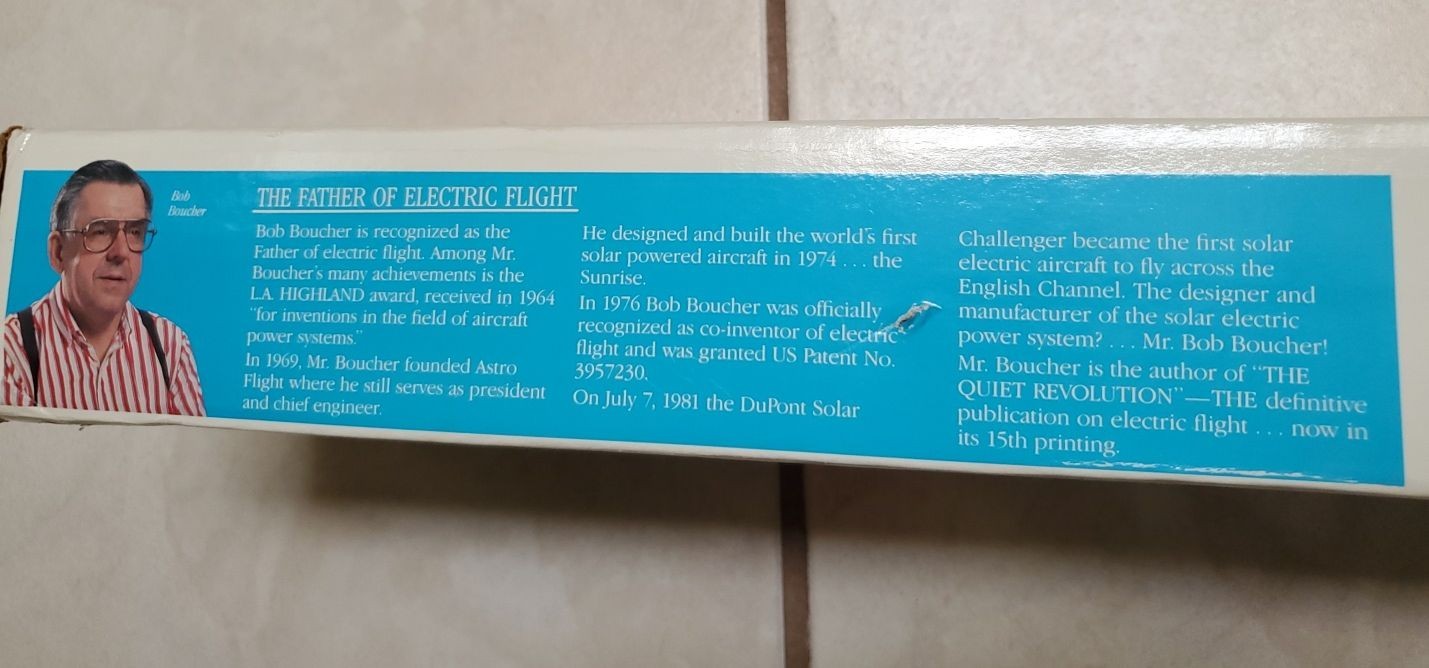 Bob
Boucher
THE FATHER OF ELECTRIC FLIGHT
Bob Boucher is recognized as the
Father of electric flight. Among Mr.
Boucher's many achievements is the
L.A. HIGHLAND award, received in 1964
"for inventions in the field of aircraft
power systems."
In 1969, Mr. Boucher founded Astro
Flight where he still serves as president
and chief engineer.
He designed and built the world's first
solar powered aircraft in 1974 . . . the
Sunrise.
In 1976 Bob Boucher was officially
recognized as co-inventor of electric
flight and was granted US Patent No.
3957230.
On July 7, 1981 the DuPont Solar
Challenger became the first solar
electric aircraft to fly across the
English Channel. The designer and
manufacturer of the solar electric
power system? . . . Mr. Bob Boucher!
Mr. Boucher is the author of "THE
QUIET REVOLUTION"—THE definitive
publication on electric flight . . . now in
its 15th printing.